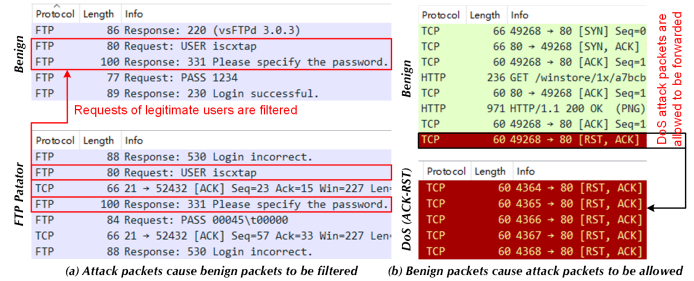 Protocol Length Info
FTP 86 Response: 220 (vsFTPd 3.0.3)
FTP 80 Request: USER iscxtap
FTP 100 Response: 331 Please specify the password.
FTP 77 Request: PASS 1234
FTP 89 Response: 230 Login successful.
Benign
Requests of legitimate users are filtered
Protocol Length Info
FTP 88 Response: 530 Login incorrect.
FTP 80 Request: USER iscxtap
TCP 66 21 → 52432 [ACK] Seq=23 Ack=15 Win=227 Len=
FTP 100 Response: 331 Please specify the password.
FTP 84 Request: PASS 00045\t00000
TCP 66 21 → 52432 [ACK] Seq=57 Ack=33 Win=227 Len=
FTP 88 Response: 530 Login incorrect.
FTP Patator
(a) Attack packets cause benign packets to be filtered
Protocol Length Info
TCP 66 49268 → 80 [SYN] Seq=0
TCP 66 80 → 49268 [SYN, ACK]
TCP 60 49268 → 80 [ACK] Seq=1
HTTP 236 GET /winstore/1x/a7bcb
TCP 60 80 → 49268 [ACK] Seq=1
HTTP 971 HTTP/1.1 200 OK (PNG)
TCP 60 49268 → 80 [ACK] Seq=1
TCP 60 49268 → 80 [RST, ACK]
Benign
DoS attack packets are
allowed to be forwarded
Protocol Length Info
TCP 60 4364 → 80 [RST, ACK]
TCP 60 4365 → 80 [RST, ACK]
TCP 60 4366 → 80 [RST, ACK]
TCP 60 4367 → 80 [RST, ACK]
TCP 60 4368 → 80 [RST, ACK]
DoS (ACK-RST)
(b) Benign packets cause attack packets to be allowed